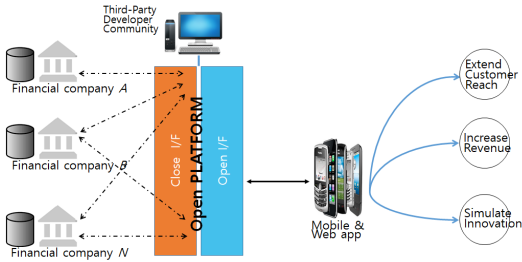 Third-Party
Developer
Community
Financial company A
Financial company B
Financial company N
Close I/F
Open PLATFORM
Open I/F
Mobile &
Web app
Extend
Customer
Reach
Increase
Revenue
Simulate
Innovation